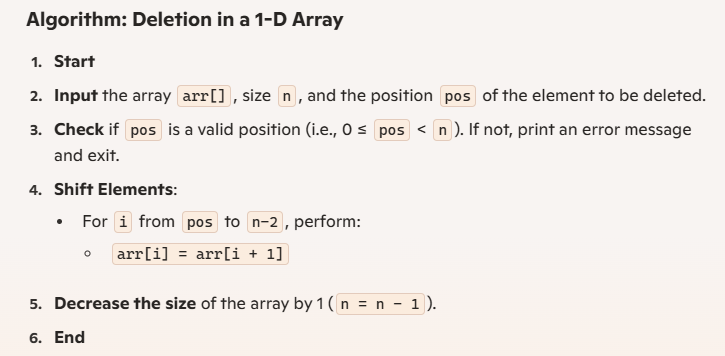 Algorithm: Deletion in a 1-D Array
1. Start
2. Input the array arr[], size n, and the position pos of the element to be deleted.
3. Check if pos is a valid position (i.e., 0 ≤ pos < n). If not, print an error message
and exit.
4. Shift Elements:
• For i from pos to n-2, perform:
○ arr[i] = arr[i + 1]
5. Decrease the size of the array by 1 (n = n - 1).
6. End